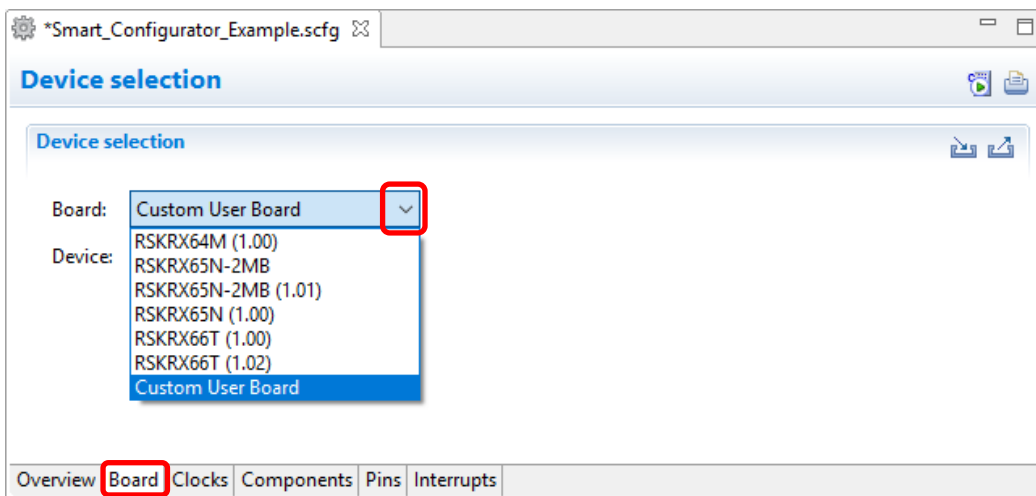 *Smart_Configurator_Example.scfg
Device selection
Device selection
Board: Custom User Board
RSKRX64M (1.00)
Device: RSKRX65N-2MB
RSKRX65N-2MB (1.01)
RSKRX65N (1.00)
RSKRX66T (1.00)
RSKRX66T (1.02)
Custom User Board
Overview Board Clocks Components Pins Interrupts